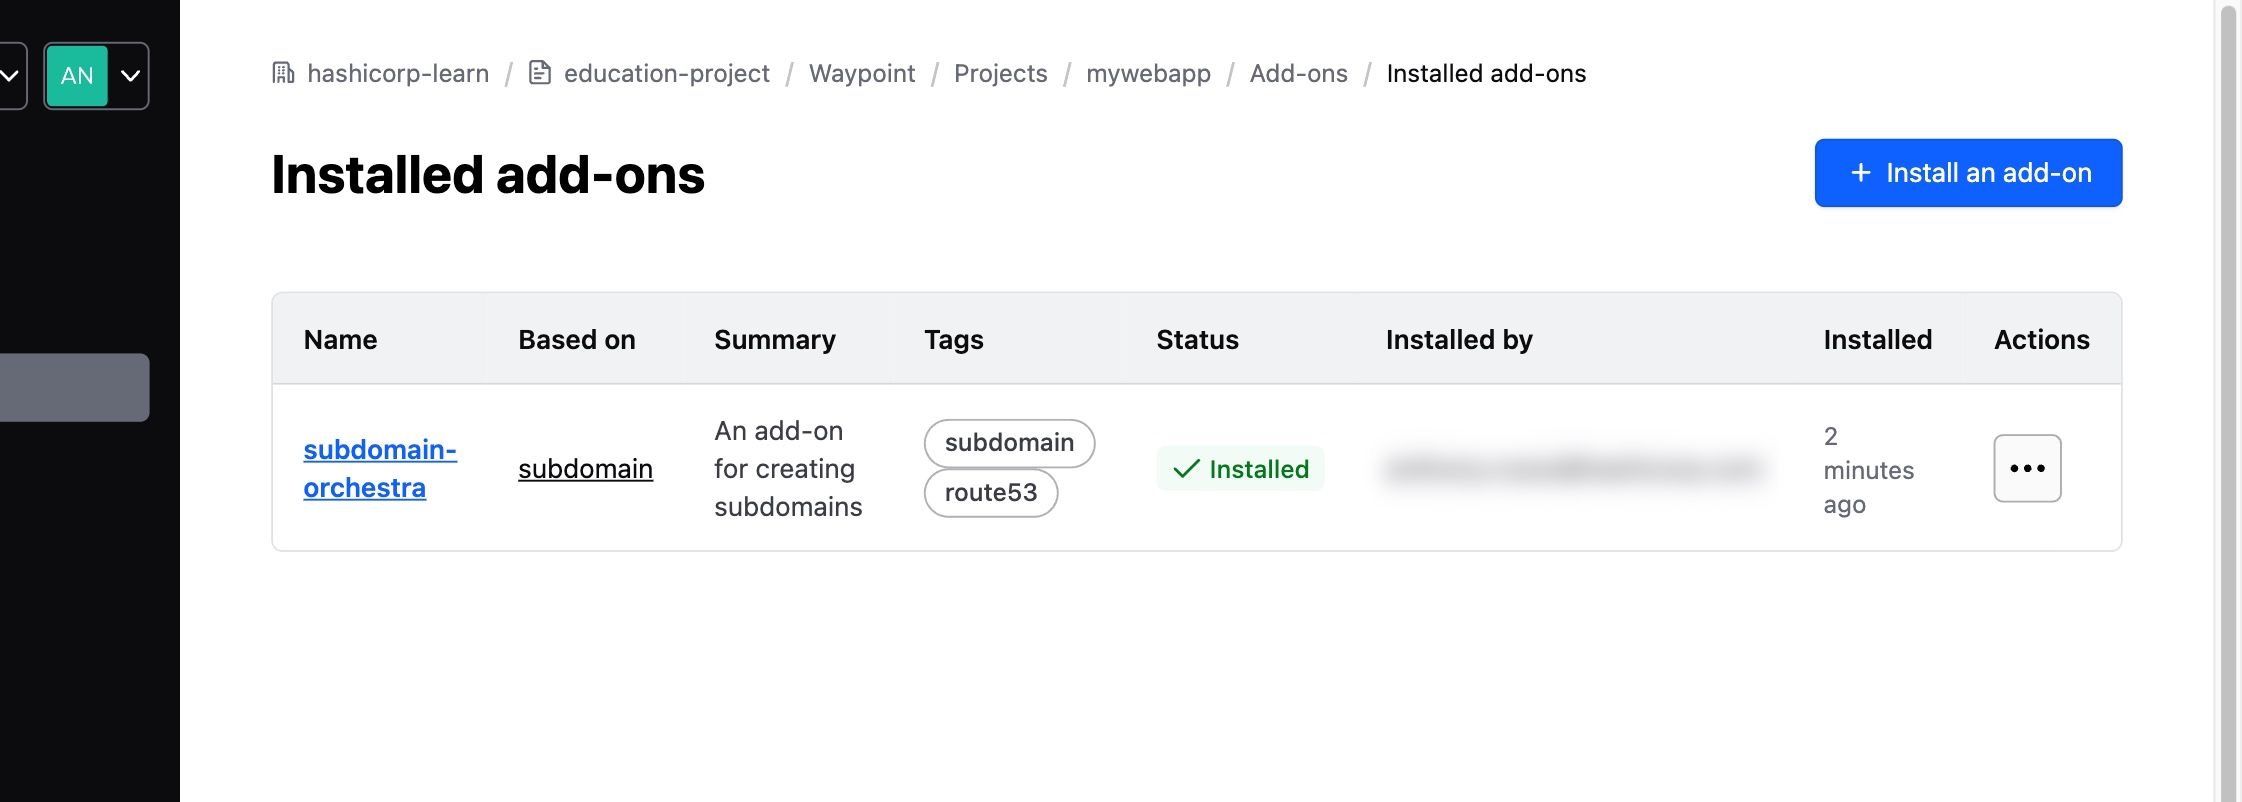 AN
hashicorp-learn / education-project / Waypoint / Projects / mywebapp / Add-ons / Installed add-ons
Installed add-ons
+ Install an add-on
Name Based on Summary Tags Status Installed by Installed Actions
subdomain-
orchestra
subdomain
An add-on
for creating
subdomains
subdomain
route53
Installed
2
minutes
ago